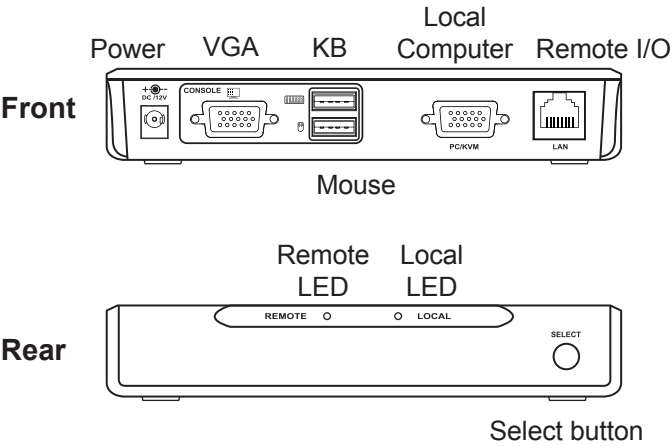 Local
Power VGA KB Computer Remote I/O
Front
DC /12V
CONSOLE
PC/KVM
LAN
Mouse
Remote Local
LED LED
REMOTE LOCAL
Rear
SELECT
Select button